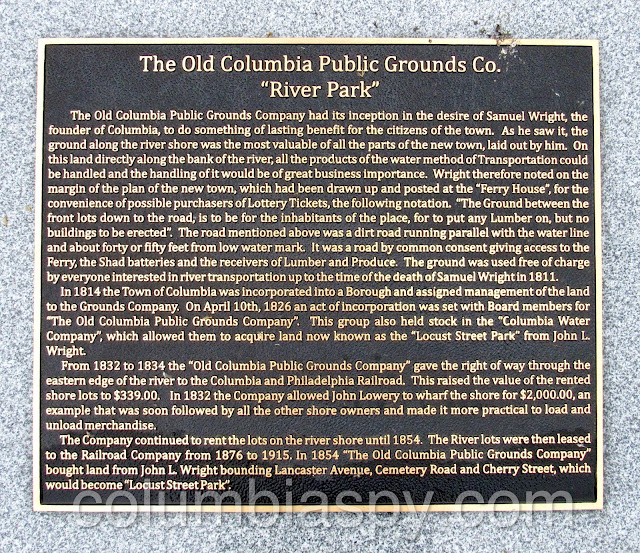 The Old Columbia Public Grounds Co.
“River Park”
The Old Columbia Public Grounds Company had its inception in the desire of Samuel Wright, the
founder of Columbia, to do something of lasting benefit for the citizens of the town. As he saw it, the
ground along the river shore was the most valuable of all the parts of the new town, laid out by him. On
this land directly along the bank of the river, all the products of the water method of Transportation could
be handled and the handling of it would be of great business importance. Wright therefore noted on the
margin of the plan of the new town, which had been drawn up and posted at the “Ferry House”, for the
convenience of possible purchasers of Lottery Tickets, the following notation. “The Ground between the
front lots down to the road, is to be for the inhabitants of the place, for to put any Lumber on, but no
buildings to be erected”. The road mentioned above was a dirt road running parallel with the water line
and about forty or fifty feet from low water mark. It was a road by common consent giving access to the
Ferry, the Shad batteries and the receivers of Lumber and Produce. The ground was used free of charge
by everyone interested in river transportation up to the time of the death of Samuel Wright in 1811.
In 1814 the Town of Columbia was incorporated into a Borough and assigned management of the land
to the Grounds Company. On April 10th, 1826 an act of incorporation was set with Board members for
“The Old Columbia Public Grounds Company”. This group also held stock in the “Columbia Water
Company”, which allowed them to acquire land now known as the “Locust Street Park” from John L.
Wright.
From 1832 to 1834 the “Old Columbia Public Grounds Company” gave the right of way through the
eastern edge of the river to the Columbia and Philadelphia Railroad. This raised the value of the rented
shore lots to $339.00. In 1832 the Company allowed John Lowery to wharf the shore for $2,000.00, an
example that was soon followed by all the other shore owners and made it more practical to load and
unload merchandise.
The Company continued to rent the lots on the river shore until 1854. The River lots were then leased
to the Railroad Company from 1876 to 1915. In 1854 “The Old Columbia Public Grounds Company”
bought land from John L. Wright bounding Lancaster Avenue, Cemetery Road and Cherry Street, which
would become “Locust Street Park”.
columbiaspy.com